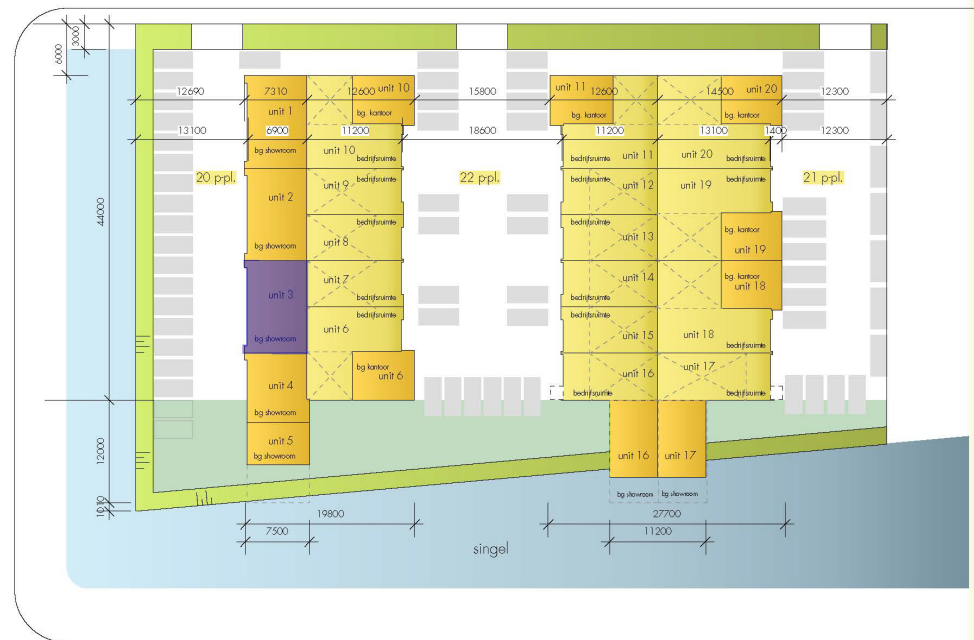 3000
6000
12690
7310
12600
unit 10
15800
unit 11
12600
14500
unit 20
12300
unit 1
bg. kantoor
bg. kantoor
bg. kantoor
13100
6900
11200
18600
11200
13100
1400
12300
bg showroom
unit 10
bedrijfsruimte
unit 11
bedrijfsruimte
unit 20
bedrijfsruimte
20 p-pl.
22 p-pl.
21 p-pl.
unit 2
unit 9
bedrijfsruimte
bedrijfsruimte
unit 12
unit 19
bedrijfsruimte
44000
unit 8
bedrijfsruimte
bedrijfsruimte
unit 13
bg. kantoor
unit 19
bg showroom
unit 3
unit 7
bedrijfsruimte
unit 14
bedrijfsruimte
bg. kantoor
unit 18
bg showroom
unit 6
bedrijfsruimte
unit 15
bedrijfsruimte
unit 18
bedrijfsruimte
unit 4
bg kantoor
unit 6
unit 16
bedrijfsruimte
unit 17
bedrijfsruimte
bg showroom
unit 5
bg showroom
12000
unit 16
unit 17
bg showroom
bg showroom
1010
19800
27700
7500
11200
singel